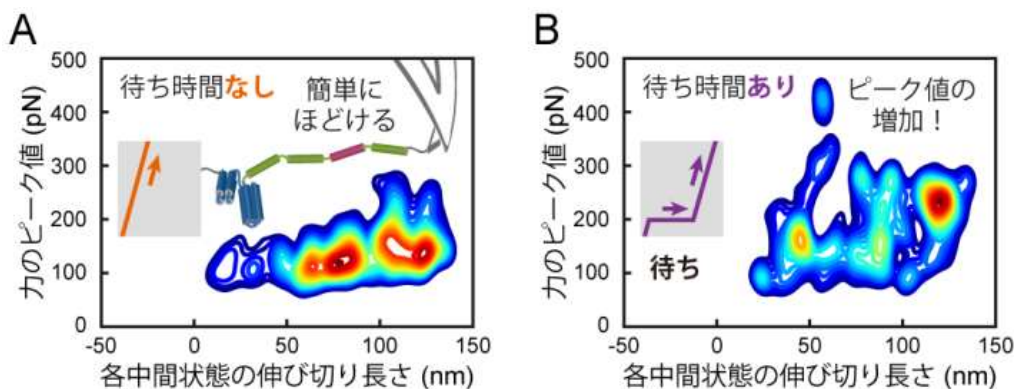 A
力のピーク値 (pN)
500
400
300
200
100
0
待ち時間なし
簡単に
ほどける
-50
0
50
100
150
各中間状態の伸び切り長さ (nm)
B
力のピーク値 (pN)
500
400
300
200
100
0
待ち時間あり
ピーク値の
増加！
待ち
-50
0
50
100
150
各中間状態の伸び切り長さ (nm)